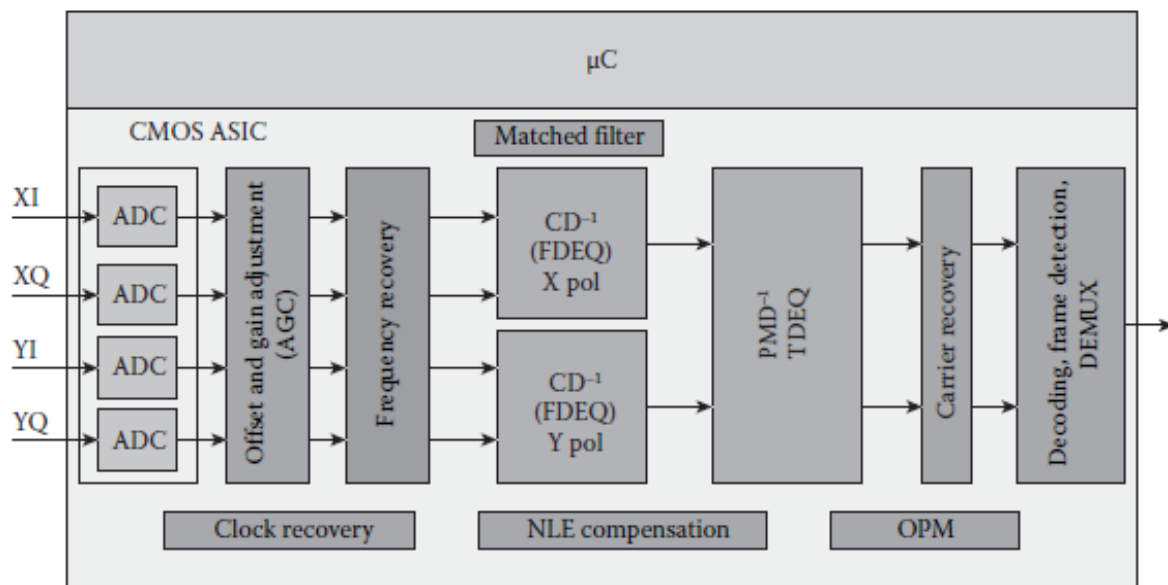 μC
CMOS ASIC
Matched filter
XI
XQ
YI
YQ
ADC
ADC
ADC
ADC
Offset and gain adjustment
(AGC)
Frequency recovery
CD⁻¹
(FDEQ)
X pol
CD⁻¹
(FDEQ)
Y pol
PMD⁻¹
TDEQ
Carrier recovery
Decoding, frame detection,
DEMUX
Clock recovery
NLE compensation
OPM